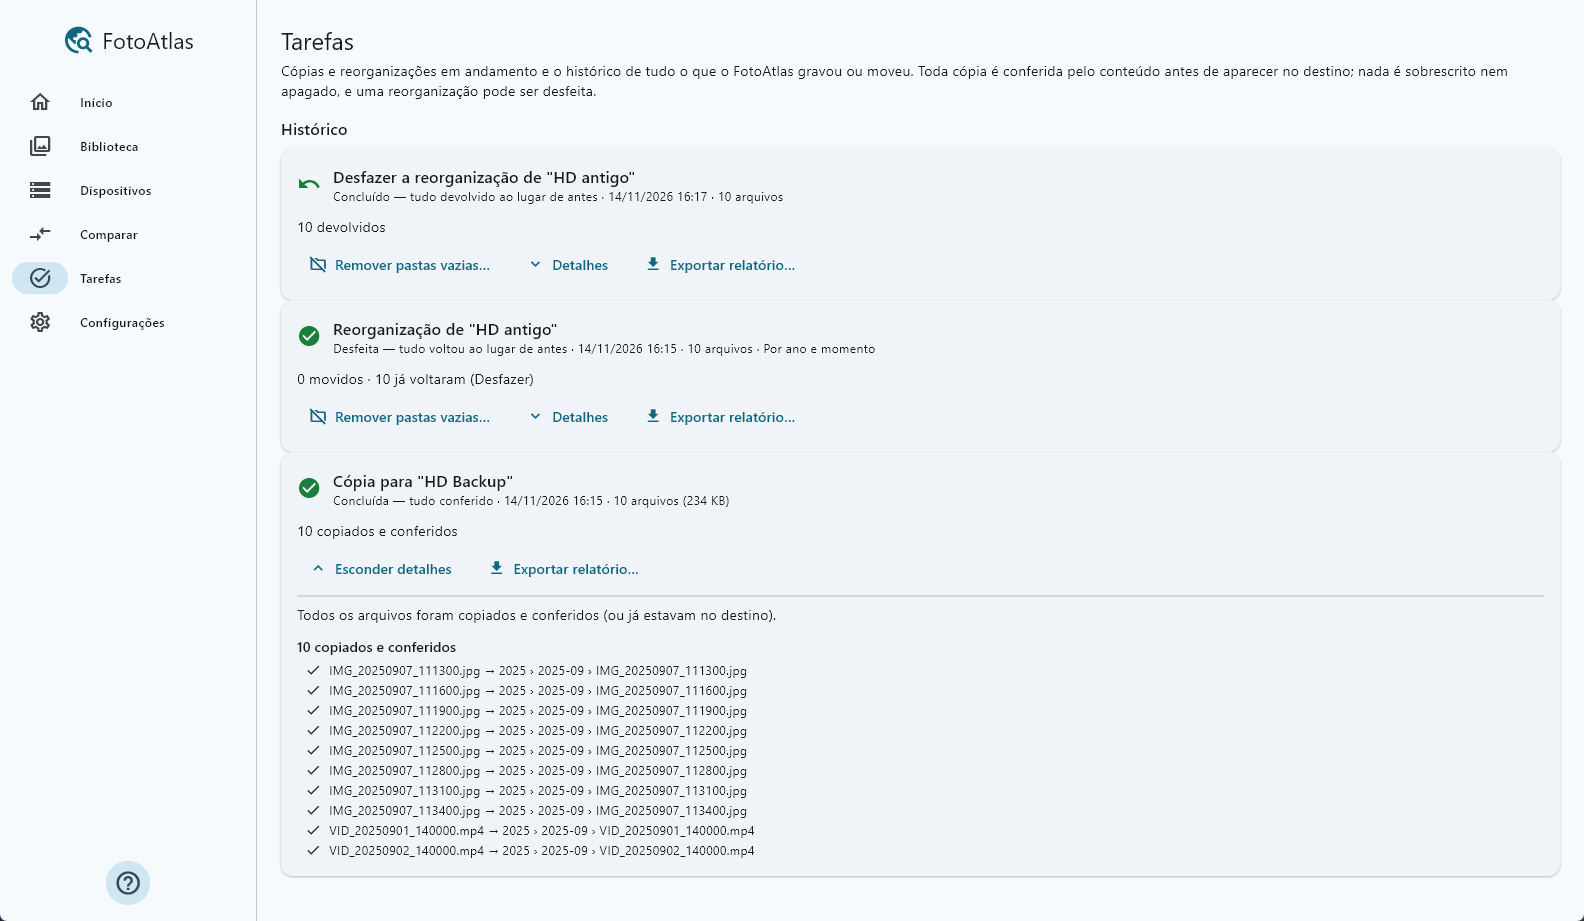 FotoAtlas
Início
Biblioteca
Dispositivos
Comparar
Tarefas
Configurações
Tarefas
Cópias e reorganizações em andamento e o histórico de tudo o que o FotoAtlas gravou ou moveu. Toda cópia é conferida pelo conteúdo antes de aparecer no destino; nada é sobrescrito nem
apagado, e uma reorganização pode ser desfeita.
Histórico
Desfazer a reorganização de "HD antigo"
Concluído — tudo devolvido ao lugar de antes · 14/11/2026 16:17 · 10 arquivos
10 devolvidos
Remover pastas vazias... Detalhes Exportar relatório...
Reorganização de "HD antigo"
Desfeita — tudo voltou ao lugar de antes · 14/11/2026 16:15 · 10 arquivos · Por ano e momento
0 movidos · 10 já voltaram (Desfazer)
Remover pastas vazias... Detalhes Exportar relatório...
Cópia para "HD Backup"
Concluída — tudo conferido · 14/11/2026 16:15 · 10 arquivos (234 KB)
10 copiados e conferidos
Esconder detalhes Exportar relatório...
Todos os arquivos foram copiados e conferidos (ou já estavam no destino).
10 copiados e conferidos
IMG_20250907_111300.jpg → 2025 › 2025-09 › IMG_20250907_111300.jpg
IMG_20250907_111600.jpg → 2025 › 2025-09 › IMG_20250907_111600.jpg
IMG_20250907_111900.jpg → 2025 › 2025-09 › IMG_20250907_111900.jpg
IMG_20250907_112200.jpg → 2025 › 2025-09 › IMG_20250907_112200.jpg
IMG_20250907_112500.jpg → 2025 › 2025-09 › IMG_20250907_112500.jpg
IMG_20250907_112800.jpg → 2025 › 2025-09 › IMG_20250907_112800.jpg
IMG_20250907_113100.jpg → 2025 › 2025-09 › IMG_20250907_113100.jpg
IMG_20250907_113400.jpg → 2025 › 2025-09 › IMG_20250907_113400.jpg
VID_20250901_140000.mp4 → 2025 › 2025-09 › VID_20250901_140000.mp4
VID_20250902_140000.mp4 → 2025 › 2025-09 › VID_20250902_140000.mp4